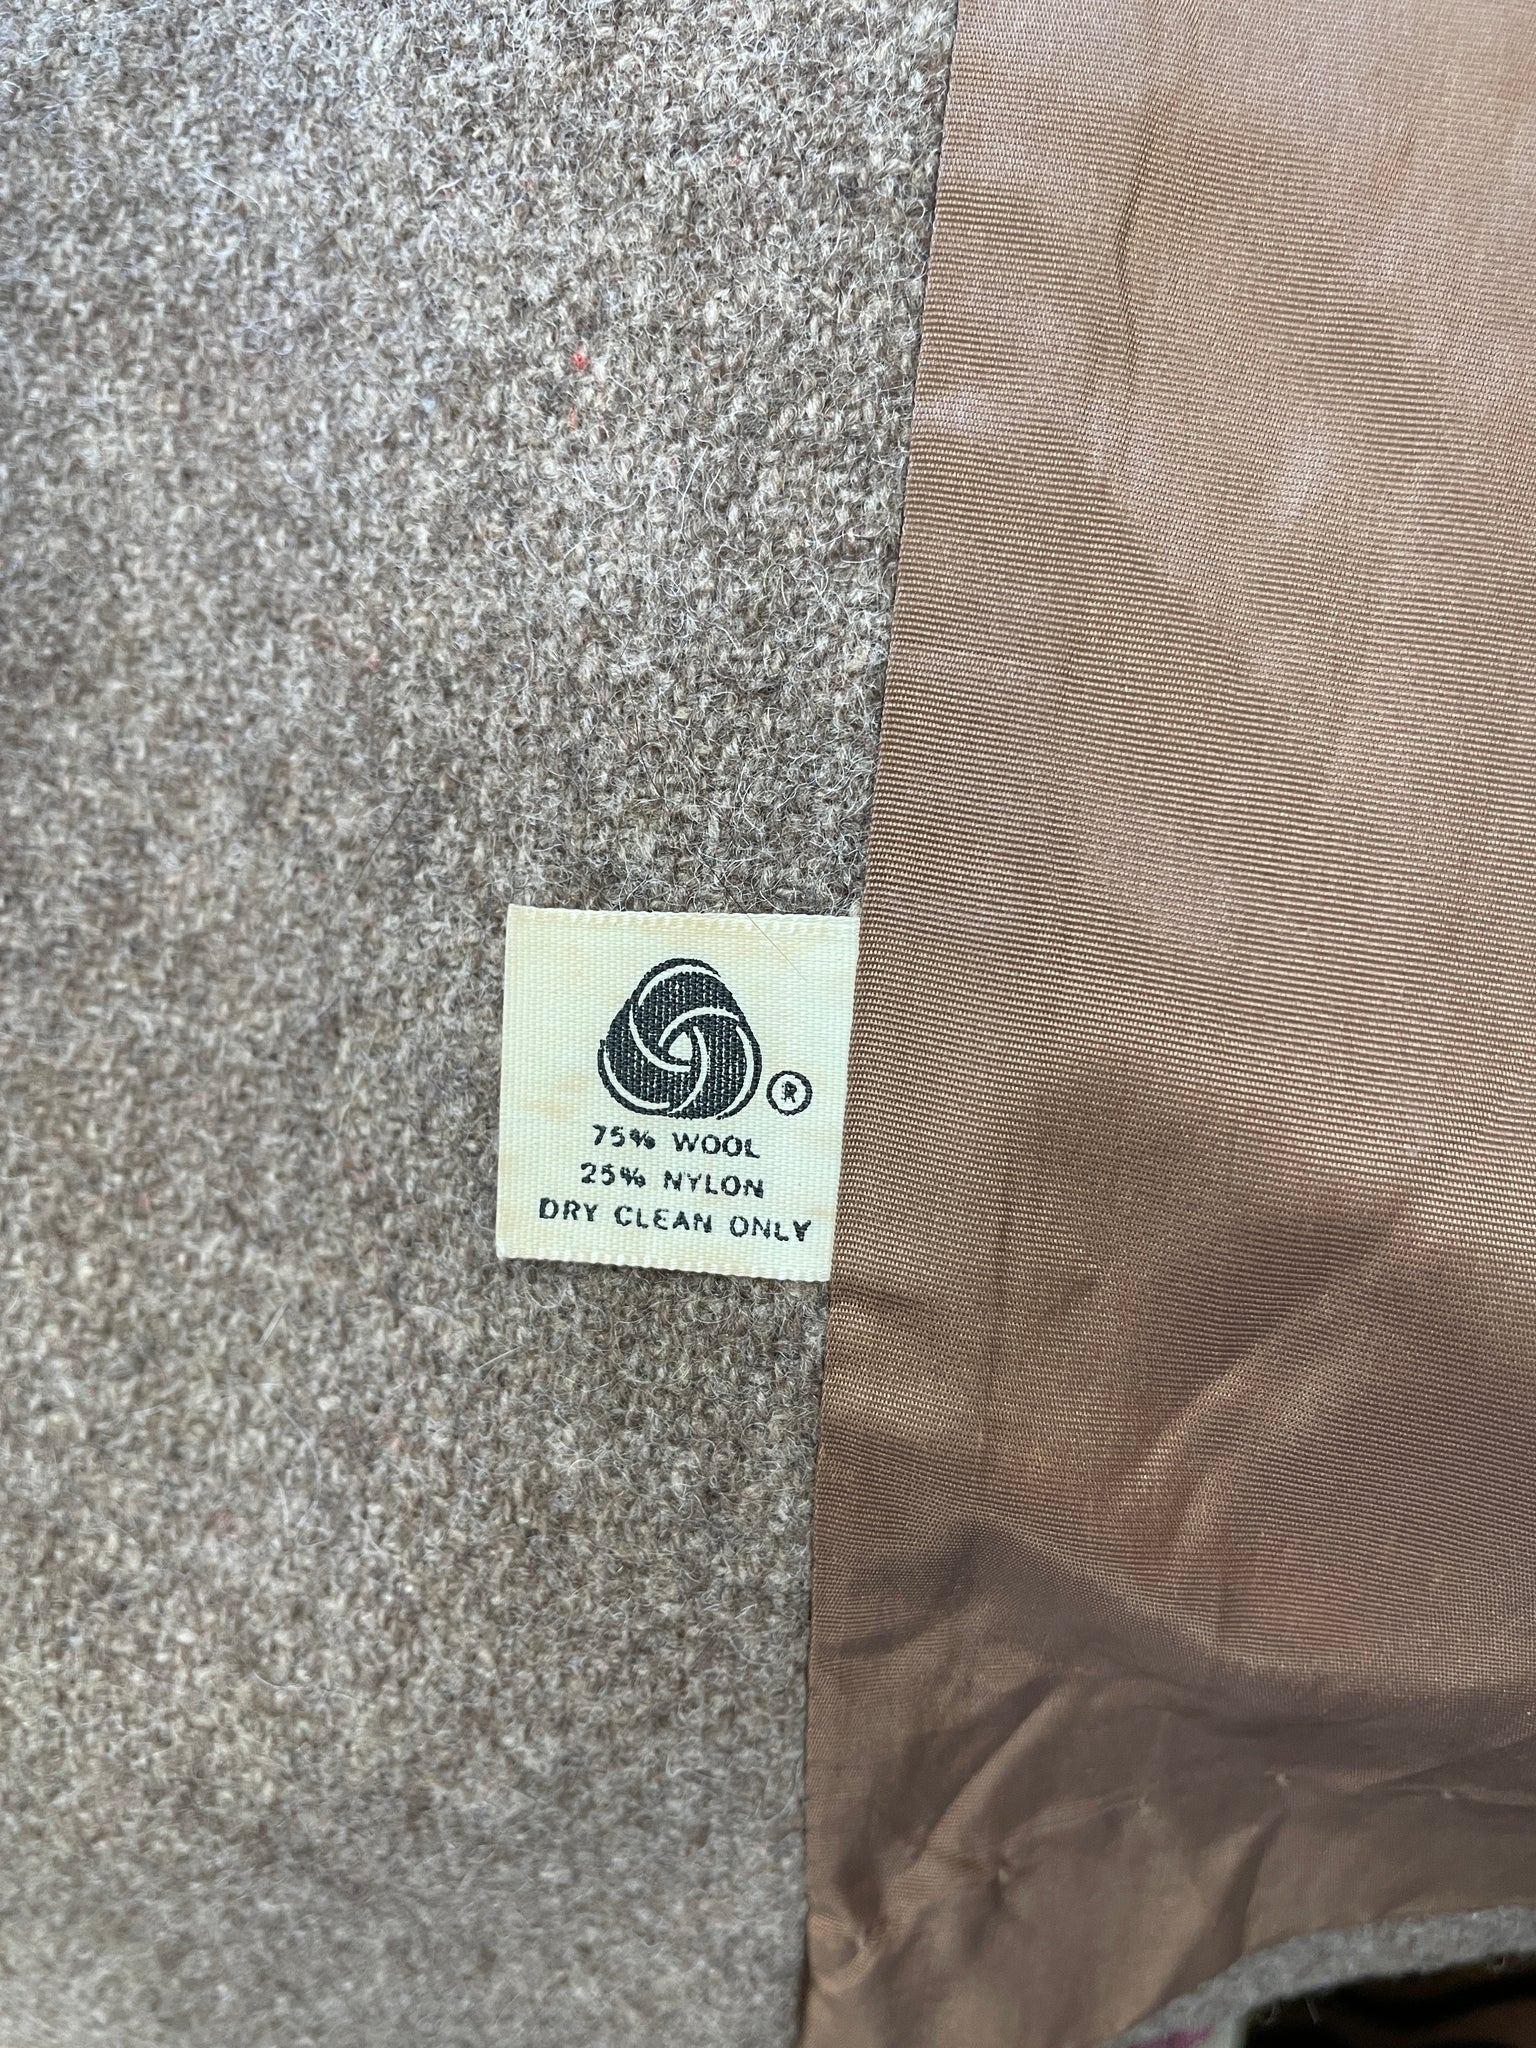 ®
75% WOOL
25% NYLON
DRY CLEAN ONLY